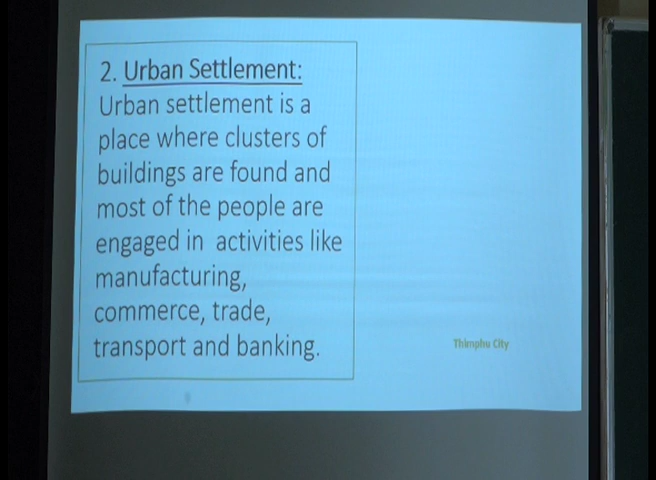 2. Urban Settlement:
Urban settlement is a
place where clusters of
buildings are found and
most of the people are
engaged in activities like
manufacturing,
commerce, trade,
transport and banking.
Thimphu City